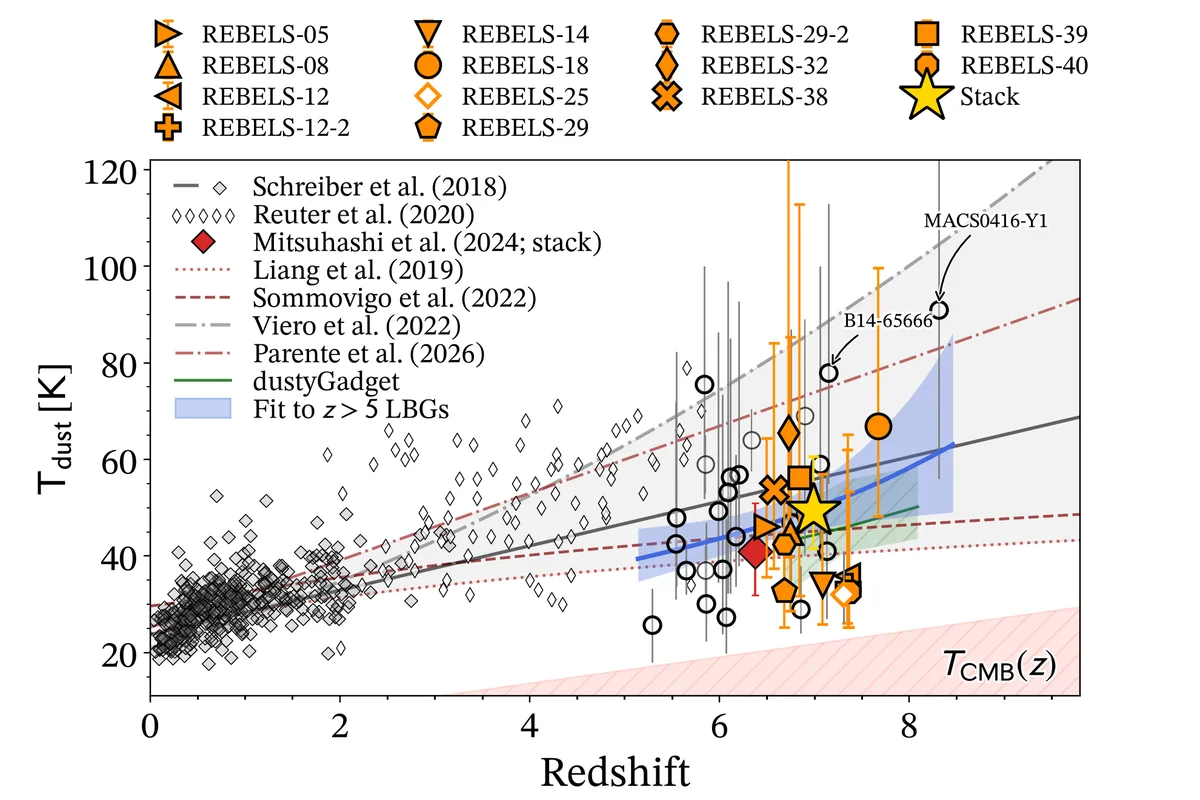 REBELS-05 REBELS-14 REBELS-29-2 REBELS-39
REBELS-08 REBELS-18 REBELS-32 REBELS-40
REBELS-12 REBELS-25 REBELS-38 Stack
REBELS-12-2 REBELS-29
120
100
80
60
40
20
T_dust [K]
Schreiber et al. (2018)
Reuter et al. (2020)
Mitsuhashi et al. (2024; stack)
Liang et al. (2019)
Sommovigo et al. (2022)
Viero et al. (2022)
Parente et al. (2026)
dustyGadget
Fit to z > 5 LBGs
MACS0416-Y1
B14-65666
T_CMB(z)
0 2 4 6 8
Redshift